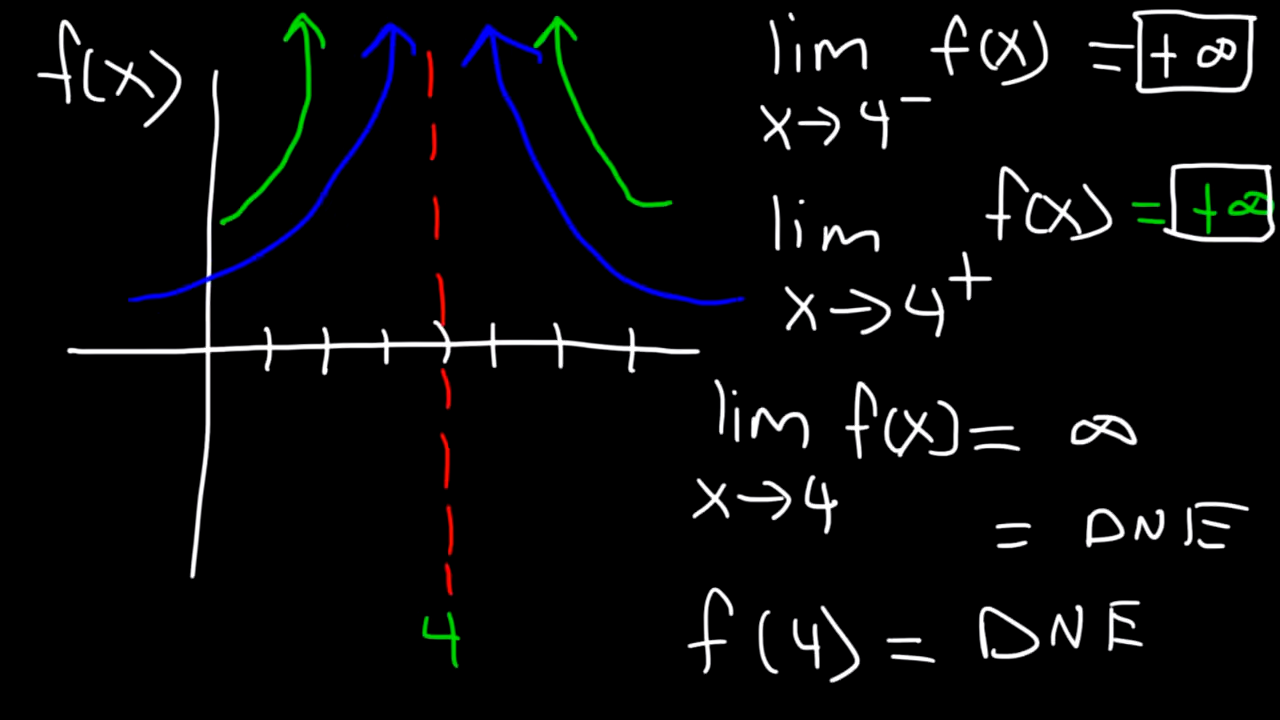 f(x)
4
lim f(x) = +∞
x→4⁻
lim f(x) = +∞
x→4⁺
lim f(x) = ∞
x→4
= DNE
f(4) = DNE